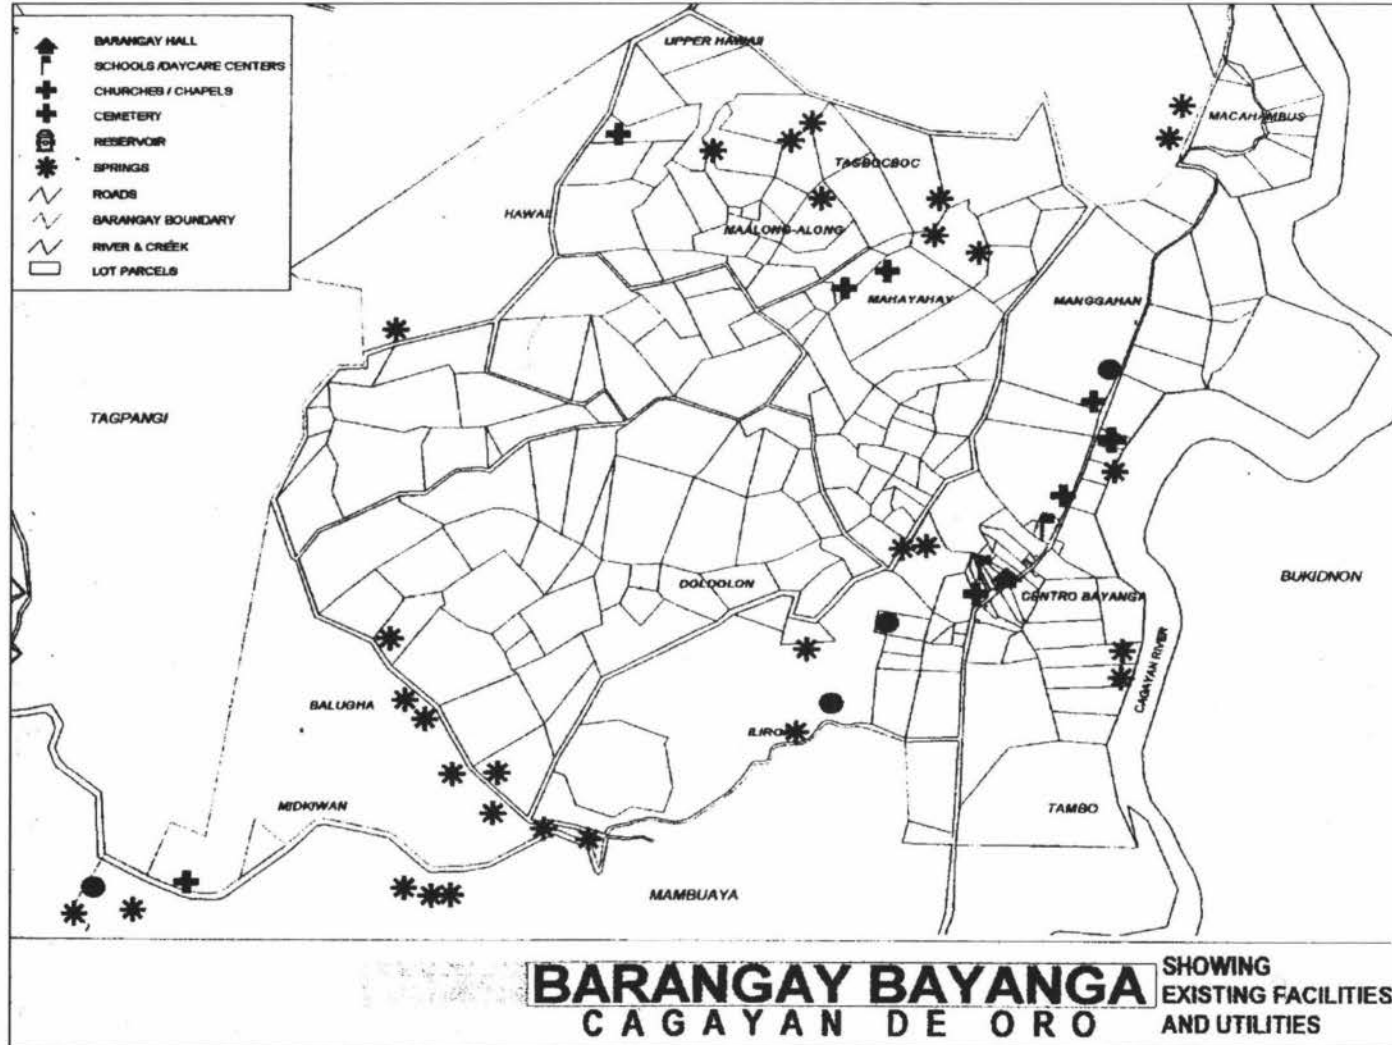 BARANGAY HALL
SCHOOLS /DAYCARE CENTERS
CHURCHES / CHAPELS
CEMETERY
RESERVOIR
SPRINGS
ROADS
BARANGAY BOUNDARY
RIVER & CREEK
LOT PARCELS
UPPER HAWAII
MACAHAMBUS
TAGBOCBOC
HAWAII
MAALONG-ALONG
MAHAYAHAY
MANGGAHAN
TAGPANGI
DOLDOLON
CENTRO BAYANGA
BUKIDNON
CAGAYAN RIVER
BALUGHA
ILIRO
MIDKIWAN
TAMBO
MAMBUAYA
BARANGAY BAYANGA
CAGAYAN DE ORO
SHOWING
EXISTING FACILITIES
AND UTILITIES